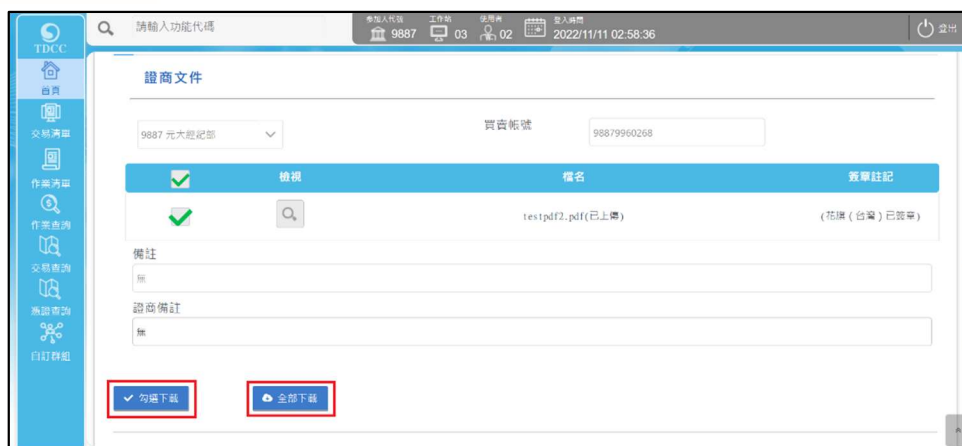 TDCC
請輸入功能代碼
參加人代號 9887
工作站 03
使用者 02
登入時間 2022/11/11 02:58:36
登出
首頁
交易清單
作業清單
作業查詢
交易查詢
憑證查詢
自訂群組
證商文件
9887 元大經紀部
買賣帳號 98879960268
檢視 檔名 簽章註記
testpdf2.pdf(已上傳) (花旗(台灣)已簽章)
備註
無
證商備註
無
勾選下載 全部下載